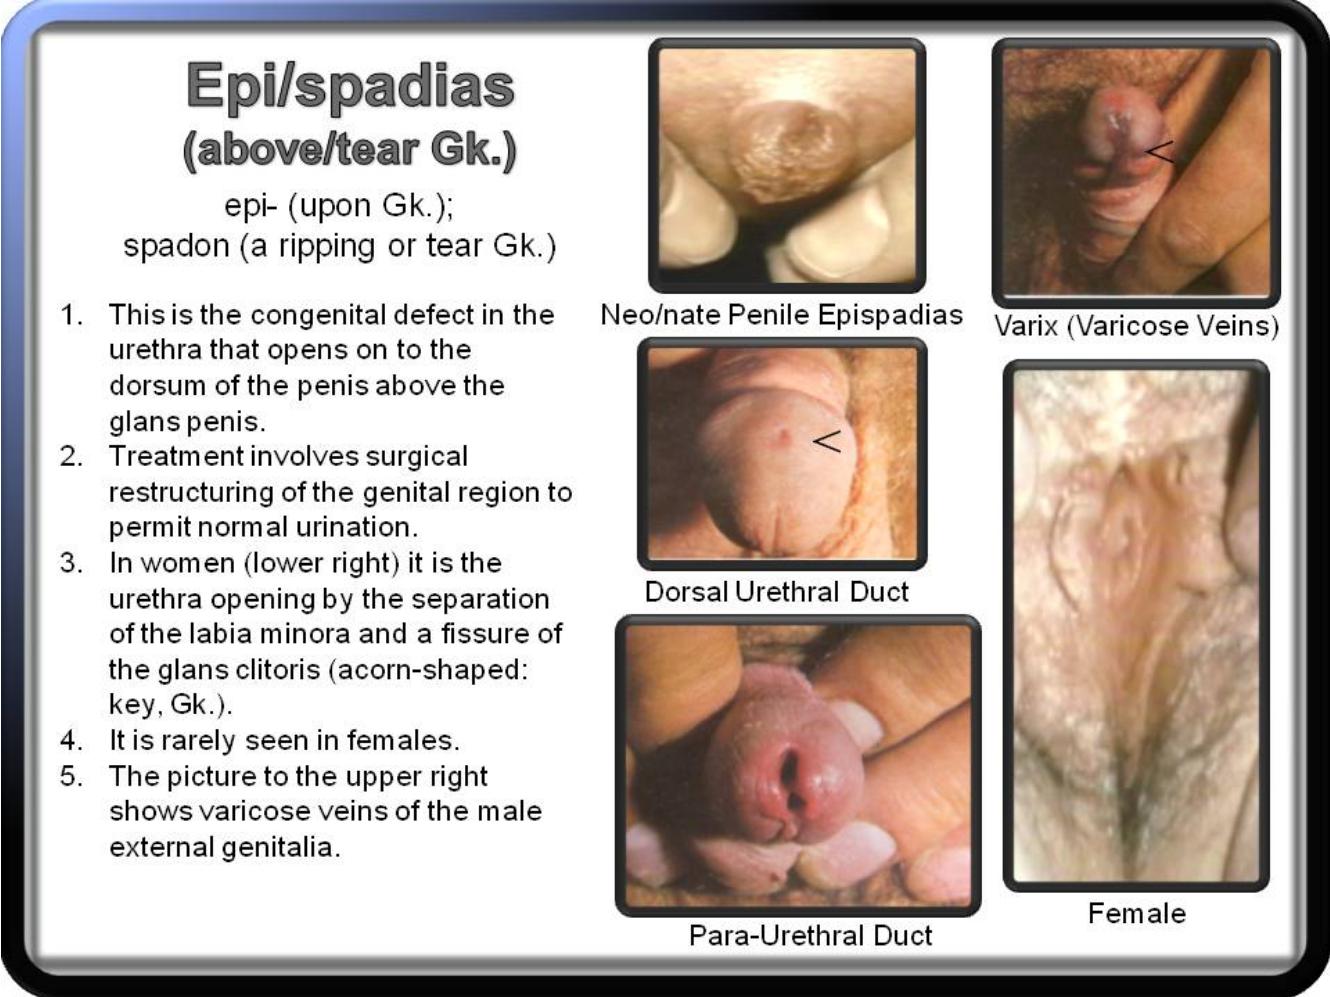 Epi/spadias
(above/tear Gk.)
epi- (upon Gk.);
spadon (a ripping or tear Gk.)
1. This is the congenital defect in the
urethra that opens on to the
dorsum of the penis above the
glans penis.
2. Treatment involves surgical
restructuring of the genital region to
permit normal urination.
3. In women (lower right) it is the
urethra opening by the separation
of the labia minora and a fissure of
the glans clitoris (acorn-shaped:
key, Gk.).
4. It is rarely seen in females.
5. The picture to the upper right
shows varicose veins of the male
external genitalia.
Neo/nate Penile Epispadias
<
Dorsal Urethral Duct
Para-Urethral Duct
<
Varix (Varicose Veins)
Female